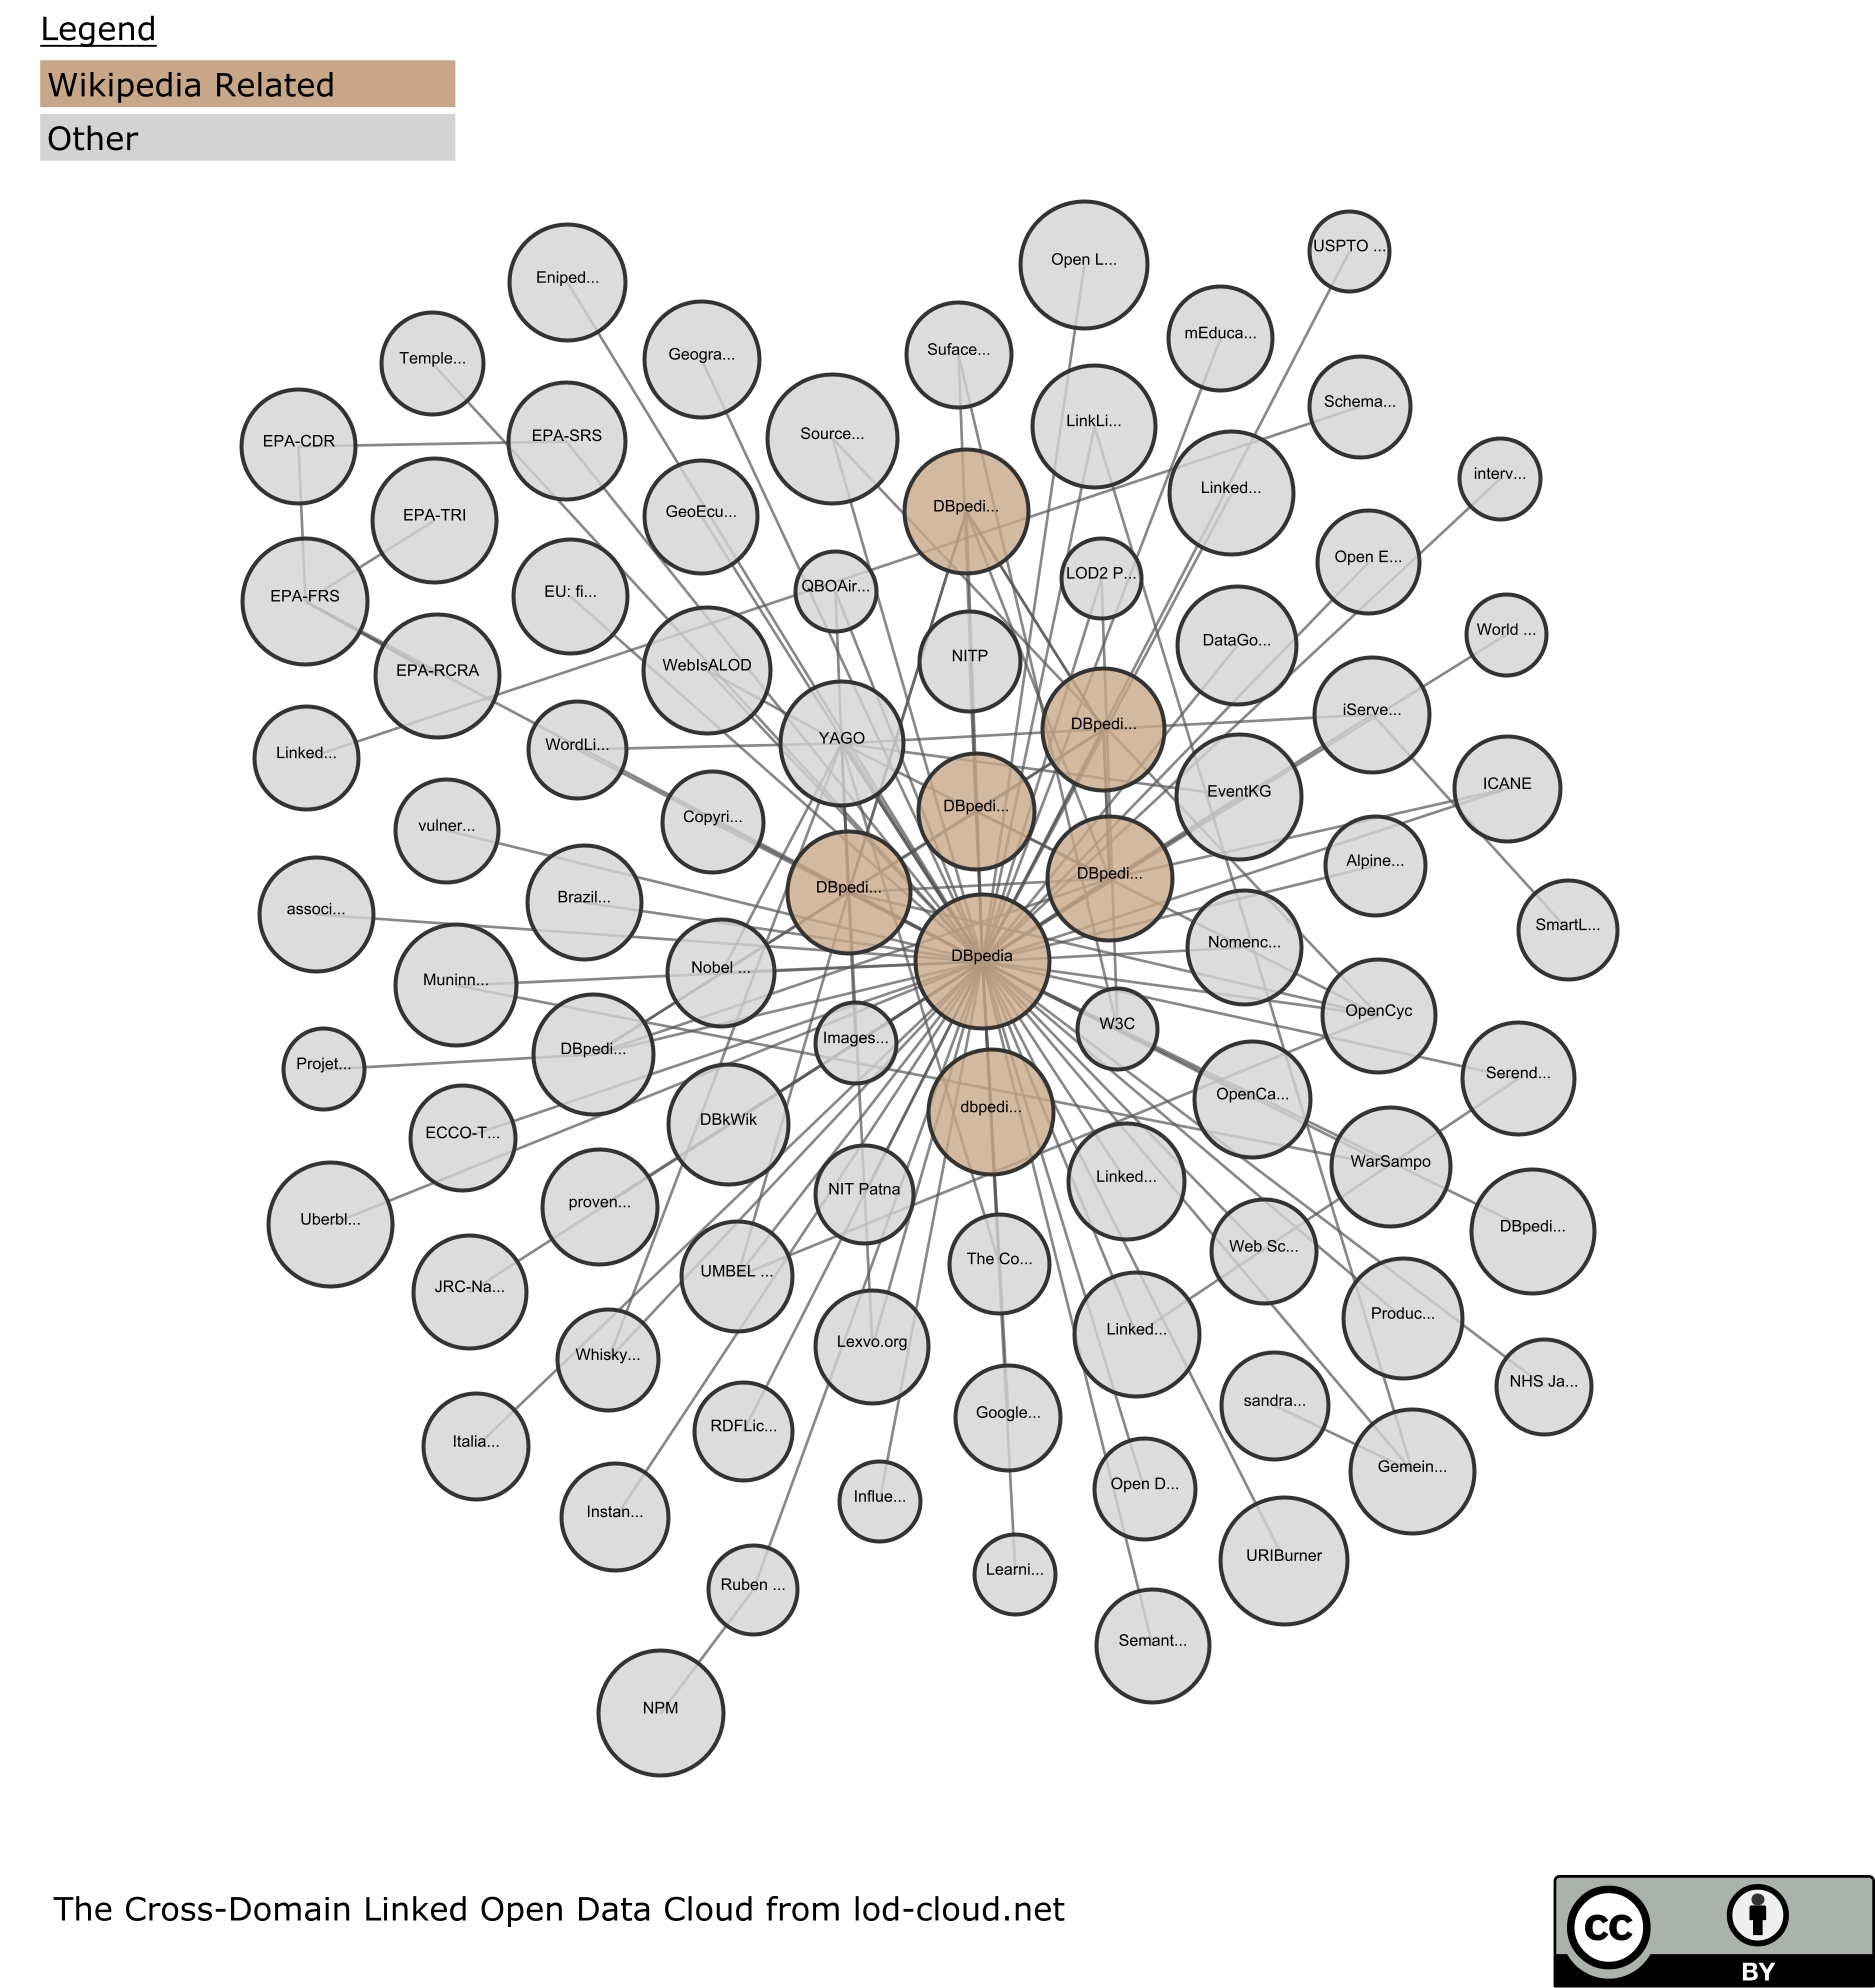 Legend
Wikipedia Related
Other
Eniped...
Open L...
USPTO ...
Temple...
Geogra...
Suface...
mEduca...
EPA-CDR
EPA-SRS
Source...
LinkLi...
Schema...
EPA-TRI
GeoEcu...
DBpedi...
Linked...
interv...
EPA-FRS
EU: fi...
QBOAir...
LOD2 P...
Open E...
EPA-RCRA
WebIsALOD
NITP
DataGo...
World ...
Linked...
WordLi...
YAGO
DBpedi...
iServe...
vulner...
Copyri...
DBpedi...
EventKG
ICANE
associ...
Brazil...
DBpedi...
DBpedi...
Alpine...
SmartL...
Muninn...
Nobel ...
DBpedia
Nomenc...
OpenCyc
Projet...
DBpedi...
Images...
W3C
Serend...
ECCO-T...
DBkWik
dbpedi...
OpenCa...
WarSampo
Uberbl...
proven...
NIT Patna
Linked...
DBpedi...
JRC-Na...
UMBEL ...
The Co...
Web Sc...
Produc...
Whisky...
Lexvo.org
Linked...
NHS Ja...
Italia...
RDFLic...
Google...
sandra...
Gemein...
Instan...
Influe...
Open D...
URIBurner
Ruben ...
Learni...
Semant...
NPM
The Cross-Domain Linked Open Data Cloud from lod-cloud.net
cc
BY